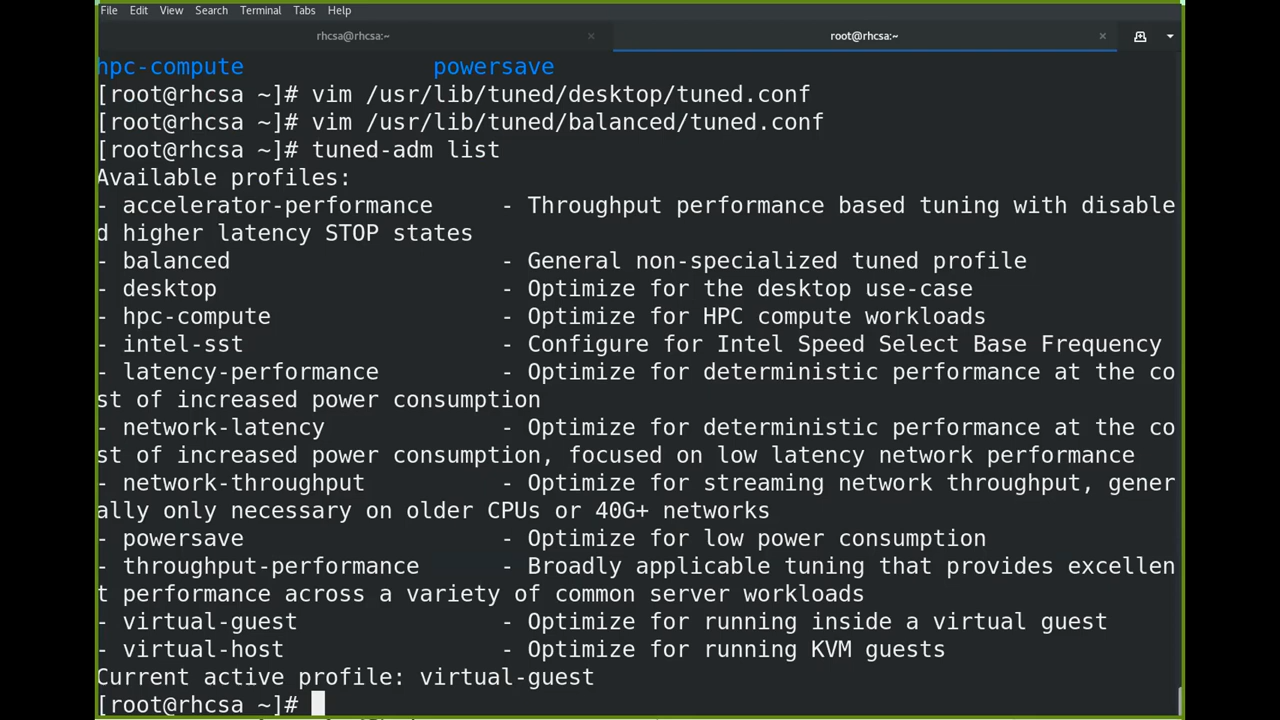 File Edit View Search Terminal Tabs Help
rhcsa@rhcsa:~ × root@rhcsa:~ ×
hpc-compute powersave
[root@rhcsa ~]# vim /usr/lib/tuned/desktop/tuned.conf
[root@rhcsa ~]# vim /usr/lib/tuned/balanced/tuned.conf
[root@rhcsa ~]# tuned-adm list
Available profiles:
- accelerator-performance - Throughput performance based tuning with disable
d higher latency STOP states
- balanced - General non-specialized tuned profile
- desktop - Optimize for the desktop use-case
- hpc-compute - Optimize for HPC compute workloads
- intel-sst - Configure for Intel Speed Select Base Frequency
- latency-performance - Optimize for deterministic performance at the co
st of increased power consumption
- network-latency - Optimize for deterministic performance at the co
st of increased power consumption, focused on low latency network performance
- network-throughput - Optimize for streaming network throughput, gener
ally only necessary on older CPUs or 40G+ networks
- powersave - Optimize for low power consumption
- throughput-performance - Broadly applicable tuning that provides excellen
t performance across a variety of common server workloads
- virtual-guest - Optimize for running inside a virtual guest
- virtual-host - Optimize for running KVM guests
Current active profile: virtual-guest
[root@rhcsa ~]#